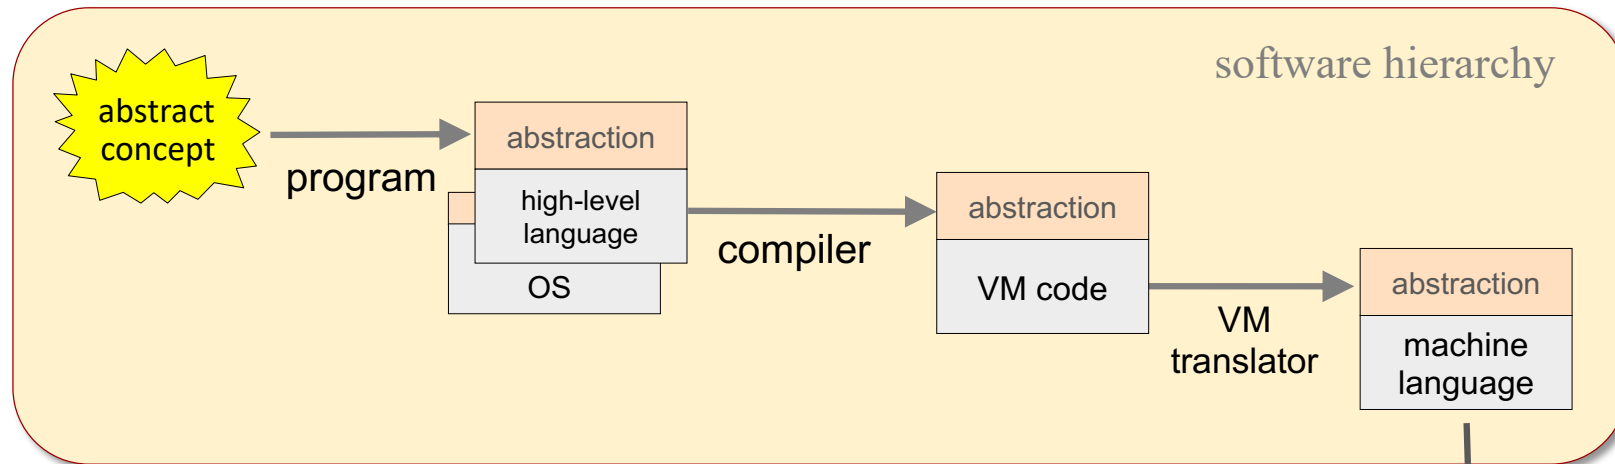 software hierarchy
abstract
concept
program
abstraction
high-level
language
OS
compiler
abstraction
VM code
VM
translator
abstraction
machine
language